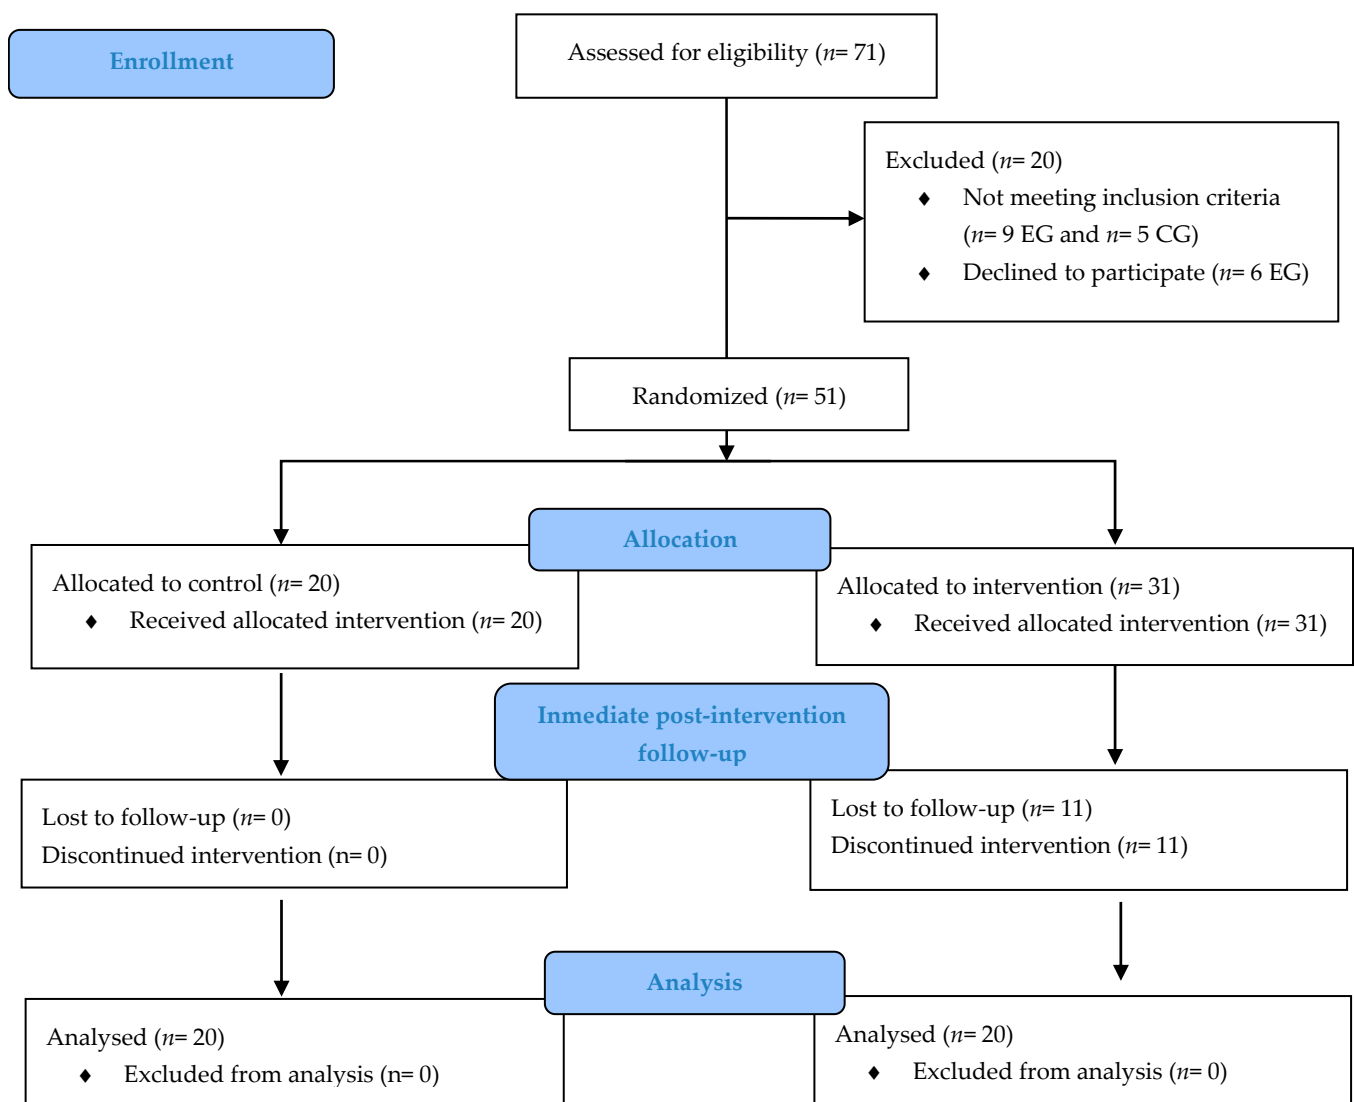 Enrollment
Assessed for eligibility (n= 71)
Excluded (n= 20)
♦ Not meeting inclusion criteria
(n= 9 EG and n= 5 CG)
♦ Declined to participate (n= 6 EG)
Randomized (n= 51)
Allocation
Allocated to control (n= 20)
♦ Received allocated intervention (n= 20)
Allocated to intervention (n= 31)
♦ Received allocated intervention (n= 31)
Inmediate post-intervention
follow-up
Lost to follow-up (n= 0)
Discontinued intervention (n= 0)
Lost to follow-up (n= 11)
Discontinued intervention (n= 11)
Analysis
Analysed (n= 20)
♦ Excluded from analysis (n= 0)
Analysed (n= 20)
♦ Excluded from analysis (n= 0)